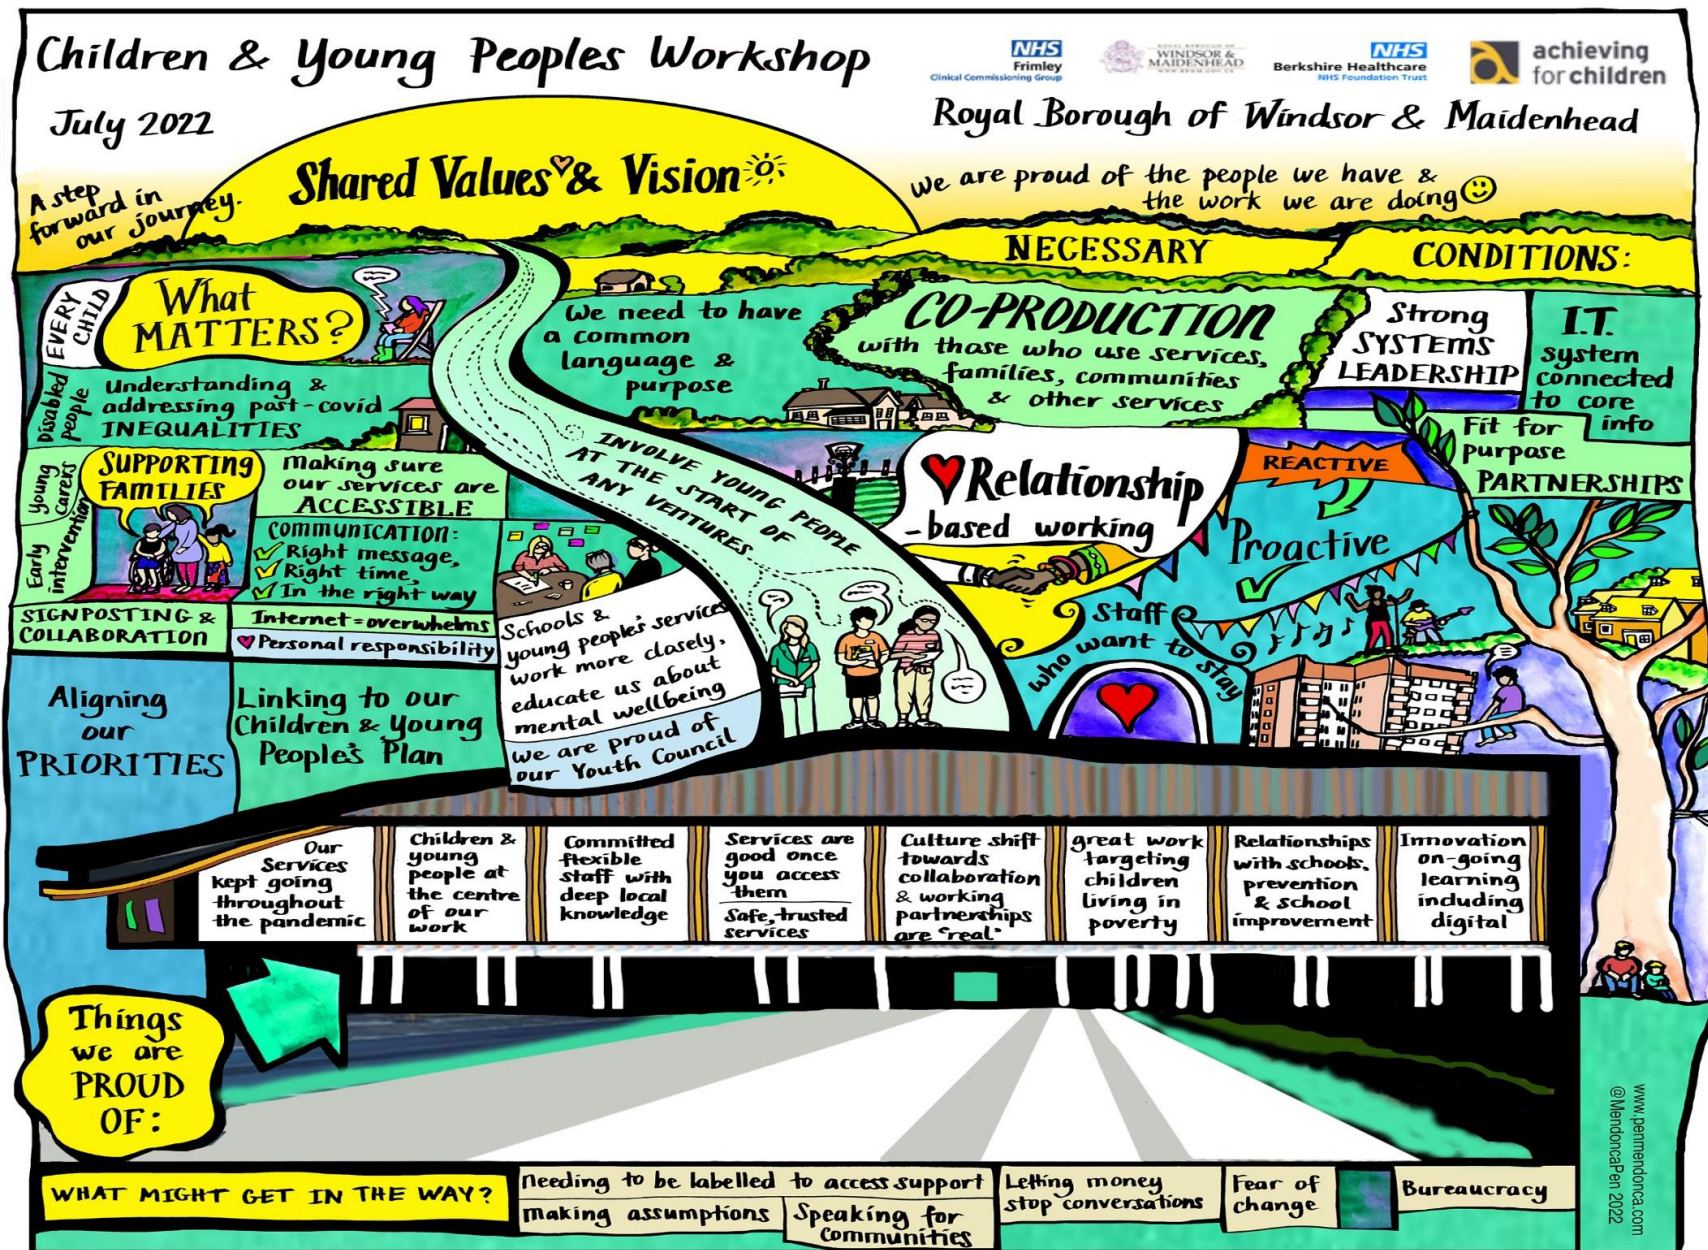 Children & Young Peoples Workshop
July 2022
NHS
Frimley
Clinical Commissioning Group
ROYAL BOROUGH OF
WINDSOR &
MAIDENHEAD
WWW.RBWM.GOV.UK
NHS
Berkshire Healthcare
NHS Foundation Trust
achieving
for children
Royal Borough of Windsor & Maidenhead
A step
forward in
our journey.
Shared Values & Vision
We are proud of the people we have &
the work we are doing
NECESSARY
CONDITIONS:
EVERY
CHILD
What
MATTERS?
Disabled
people
Understanding &
addressing post-covid
INEQUALITIES
Young
carers
Early
intervention
SUPPORTING
FAMILIES
Making sure
our services are
ACCESSIBLE
COMMUNICATION:
Right message,
Right time,
In the right way
SIGNPOSTING &
COLLABORATION
Internet = overwhelms
Personal responsibility
Aligning
our
PRIORITIES
Linking to our
Children & Young
People's Plan
We need to have
a common
language &
purpose
INVOLVE YOUNG PEOPLE
AT THE START OF
ANY VENTURES
Schools &
young people's services
work more closely,
educate us about
mental wellbeing
We are proud of
our Youth Council
CO-PRODUCTION
with those who use services,
families, communities
& other services
Strong
SYSTEMS
LEADERSHIP
I.T.
system
connected
to core
info
Fit for
purpose
PARTNERSHIPS
Relationship
-based working
REACTIVE
Proactive
Staff
who want to stay
Our
Services
kept going
throughout
the pandemic
Children &
young
people at
the centre
of our
work
Committed
flexible
staff with
deep local
knowledge
Services are
good once
you access
them
Safe, trusted
services
Culture shift
towards
collaboration
& working
partnerships
are "real"
great work
targeting
children
living in
poverty
Relationships
with schools,
prevention
& school
improvement
Innovation
on-going
learning
including
digital
Things
we are
PROUD
OF:
WHAT MIGHT GET IN THE WAY?
Needing to be labelled to access support
Making assumptions
Speaking for
Communities
Letting money
stop conversations
Fear of
change
Bureaucracy
www.penmendonca.com
@MendoncaPen 2022